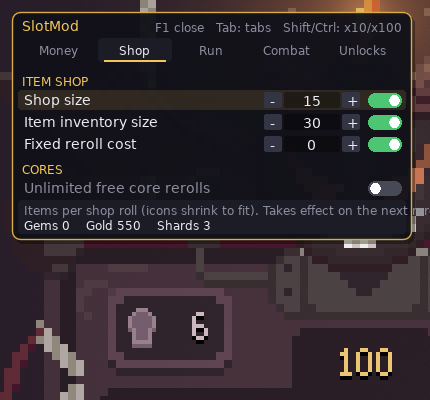 SlotMod F1 close Tab: tabs Shift/Ctrl: x10/x100
Money Shop Run Combat Unlocks
ITEM SHOP
Shop size - 15 +
Item inventory size - 30 +
Fixed reroll cost - 0 +
CORES
Unlimited free core rerolls
Items per shop roll (icons shrink to fit). Takes effect on the next
Gems 0 Gold 550 Shards 3
6
100